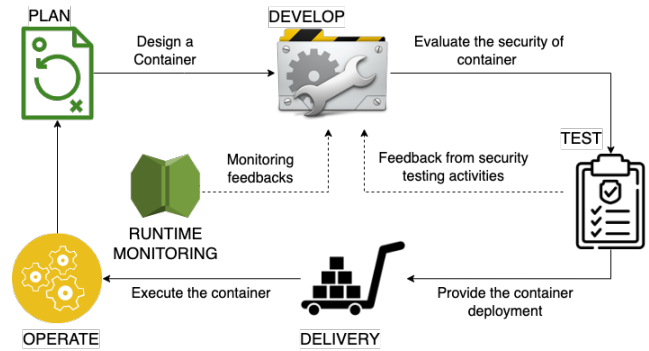 PLAN
DEVELOP
Design a
Container
Evaluate the security of
container
TEST
Monitoring
feedbacks
Feedback from security
testing activities
RUNTIME
MONITORING
Execute the container
Provide the container
deployment
OPERATE
DELIVERY